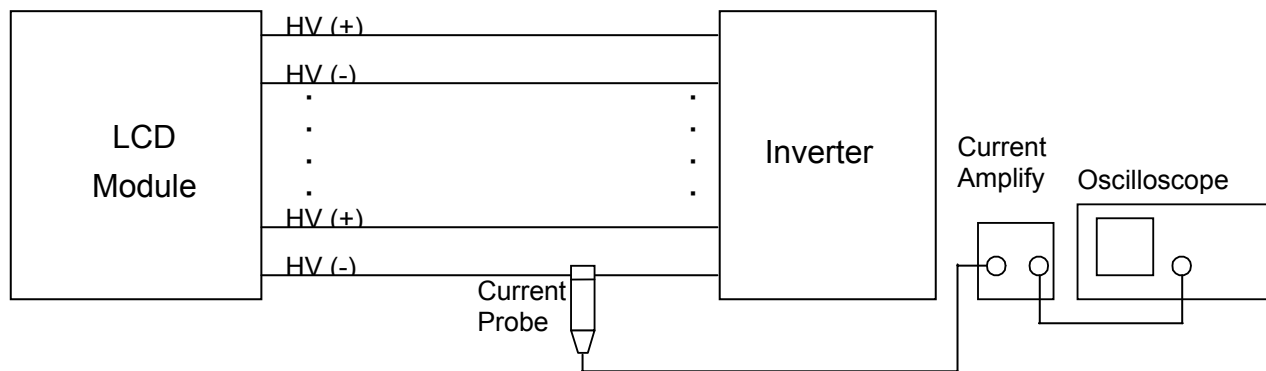 HV (+)
HV (-)
LCD
Module
Inverter
HV (+)
HV (-)
Current
Probe
Current
Amplify
Oscilloscope